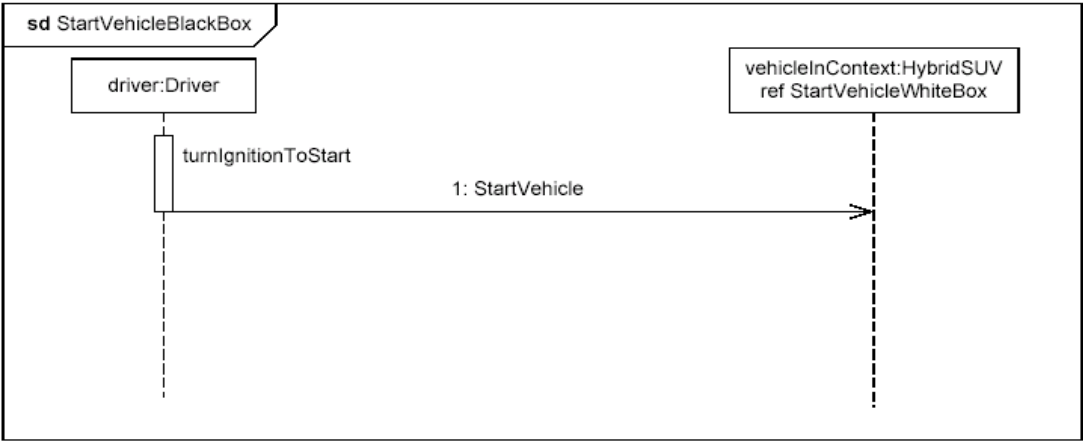 sd StartVehicleBlackBox
driver:Driver
vehicleInContext:HybridSUV
ref StartVehicleWhiteBox
turnIgnitionToStart
1: StartVehicle